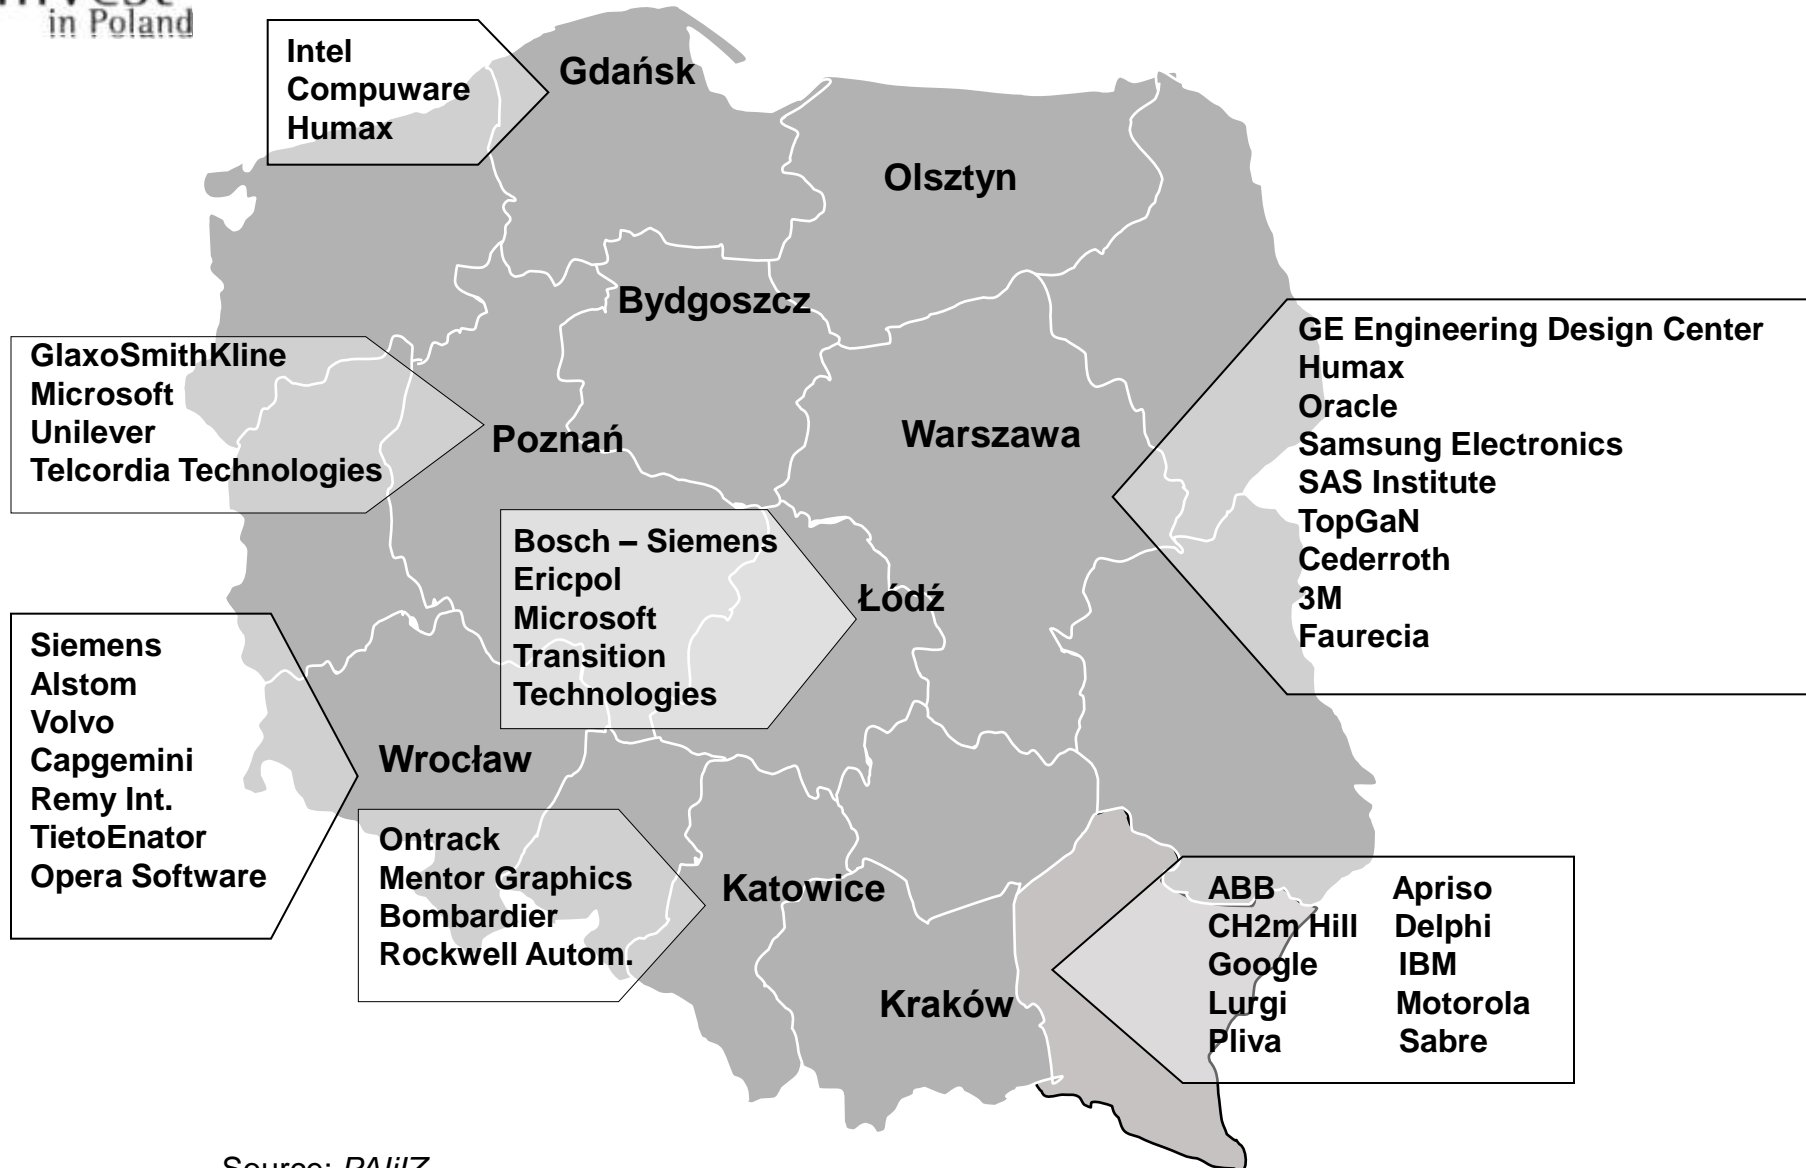 in Poland
Intel
Compuware
Humax
Gdańsk
Olsztyn
Bydgoszcz
GlaxoSmithKline
Microsoft
Unilever
Telcordia Technologies
Poznań
Warszawa
GE Engineering Design Center
Humax
Oracle
Samsung Electronics
SAS Institute
TopGaN
Cederroth
3M
Faurecia
Bosch – Siemens
Ericpol
Microsoft
Transition
Technologies
Łódź
Siemens
Alstom
Volvo
Capgemini
Remy Int.
TietoEnator
Opera Software
Wrocław
Ontrack
Mentor Graphics
Bombardier
Rockwell Autom.
Katowice
Kraków
ABB Apriso
CH2m Hill Delphi
Google IBM
Lurgi Motorola
Pliva Sabre
Source: PAIiIZ